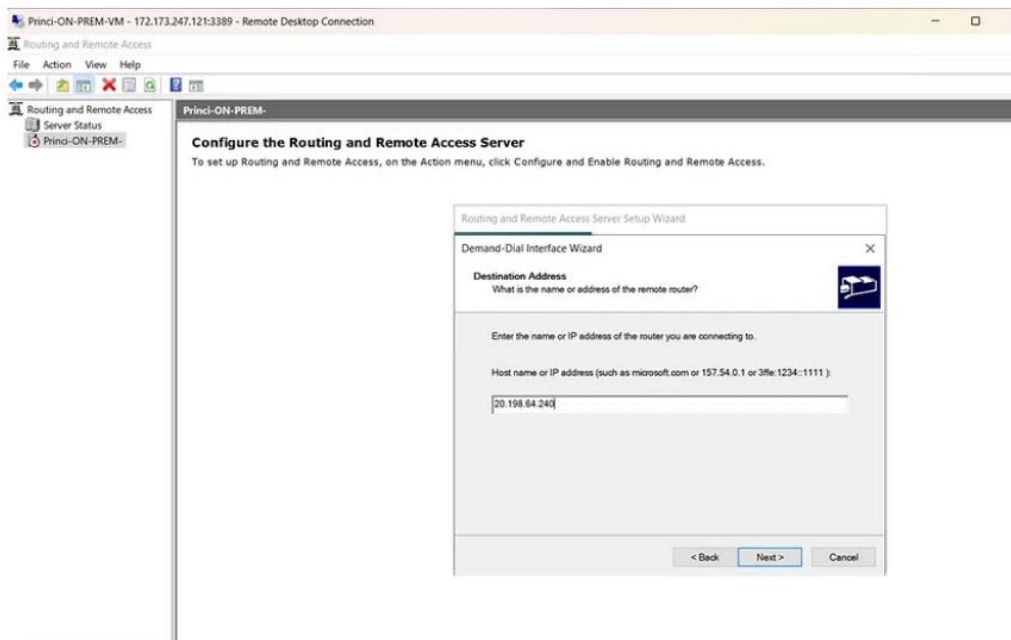 Princi-ON-PREM-VM - 172.173.247.121:3389 - Remote Desktop Connection
Routing and Remote Access
File Action View Help
Routing and Remote Access
Server Status
Princi-ON-PREM-
Princi-ON-PREM-
Configure the Routing and Remote Access Server
To set up Routing and Remote Access, on the Action menu, click Configure and Enable Routing and Remote Access.
Routing and Remote Access Server Setup Wizard
Demand-Dial Interface Wizard
Destination Address
What is the name or address of the remote router?
Enter the name or IP address of the router you are connecting to.
Host name or IP address (such as microsoft.com or 157.54.0.1 or 3ffe:1234::1111 ):
20.198.64.240
< Back Next > Cancel